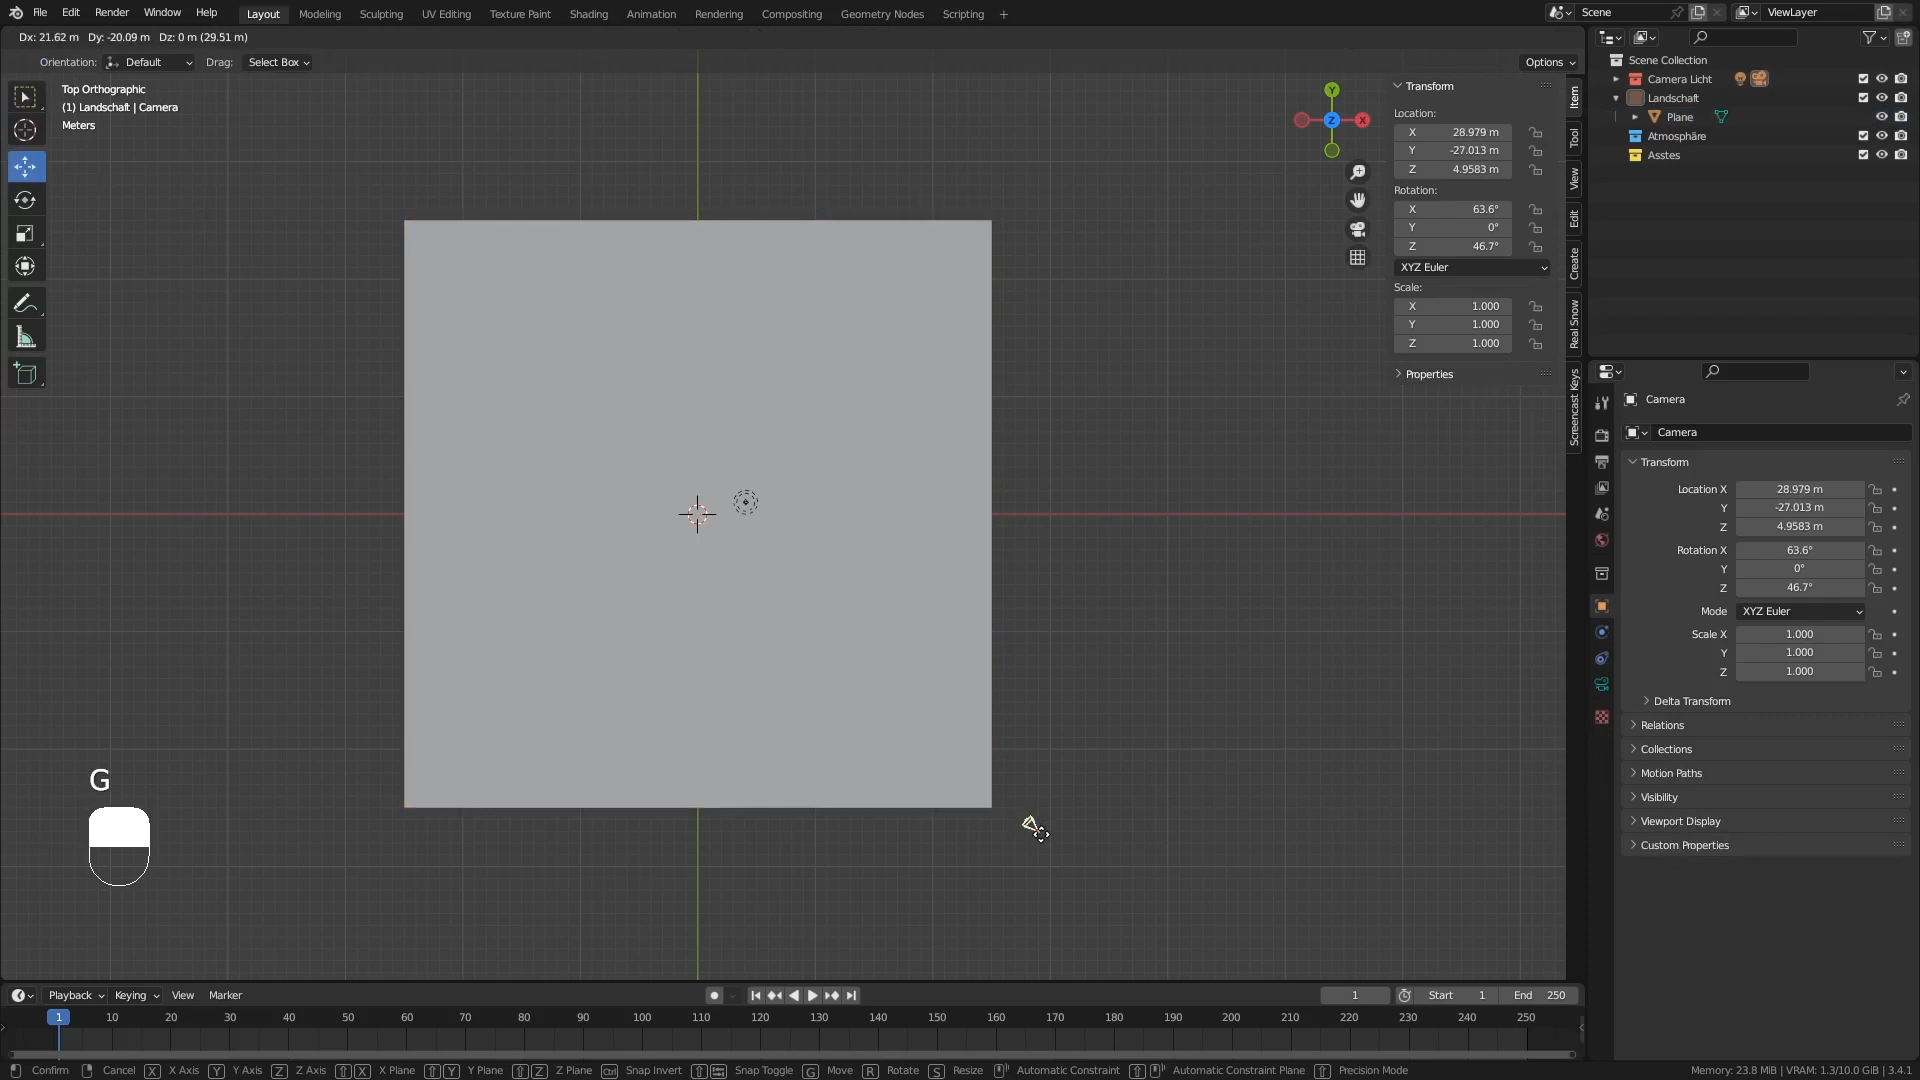 File Edit Render Window Help Layout Modeling Sculpting UV Editing Texture Paint Shading Animation Rendering Compositing Geometry Nodes Scripting + Scene ViewLayer
Dx: 21.62 m Dy: -20.09 m Dz: 0 m (29.51 m)
Orientation: Default Drag: Select Box Options
Top Orthographic
(1) Landschaft | Camera
Meters
Y
X
Z
Transform
Location:
X 28.979 m
Y -27.013 m
Z 4.9583 m
Rotation:
X 63.6°
Y 0°
Z 46.7°
XYZ Euler
Scale:
X 1.000
Y 1.000
Z 1.000
Properties
Item
Tool
View
Edit
Create
Real Snow
Screencast Keys
Scene Collection
Camera Licht
Landschaft
Plane
Atmosphäre
Asstes
Camera
Camera
Transform
Location X 28.979 m
Y -27.013 m
Z 4.9583 m
Rotation X 63.6°
Y 0°
Z 46.7°
Mode XYZ Euler
Scale X 1.000
Y 1.000
Z 1.000
Delta Transform
Relations
Collections
Motion Paths
Visibility
Viewport Display
Custom Properties
G
Playback Keying View Marker 1 Start 1 End 250
1 10 20 30 40 50 60 70 80 90 100 110 120 130 140 150 160 170 180 190 200 210 220 230 240 250
Confirm Cancel X X Axis Y Y Axis Z Z Axis X X Plane Y Y Plane Z Z Plane Ctrl Snap Invert Snap Toggle G Move R Rotate S Resize Automatic Constraint Automatic Constraint Plane Precision Mode Memory: 23.8 MiB | VRAM: 1.3/10.0 GiB | 3.4.1